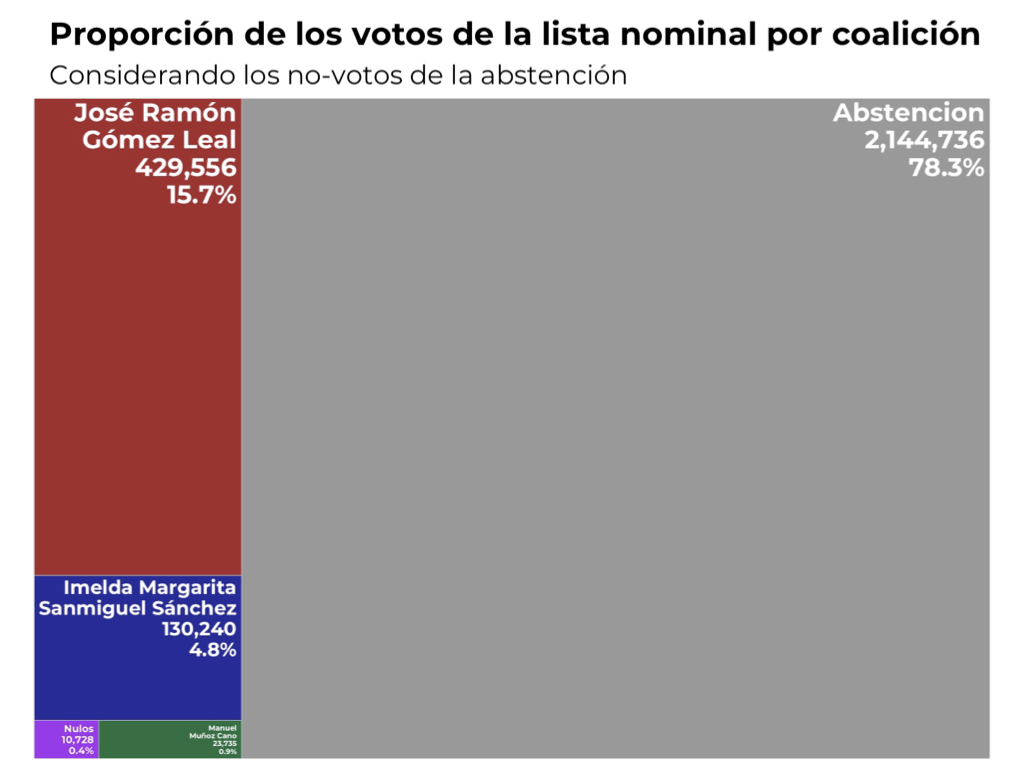 Proporción de los votos de la lista nominal por coalición
Considerando los no-votos de la abstención
José Ramón
Gómez Leal
429,556
15.7%
Abstencion
2,144,736
78.3%
Imelda Margarita
Sanmiguel Sánchez
130,240
4.8%
Nulos
10,728
0.4%
Manuel
Muñoz Cano
23,735
0.9%